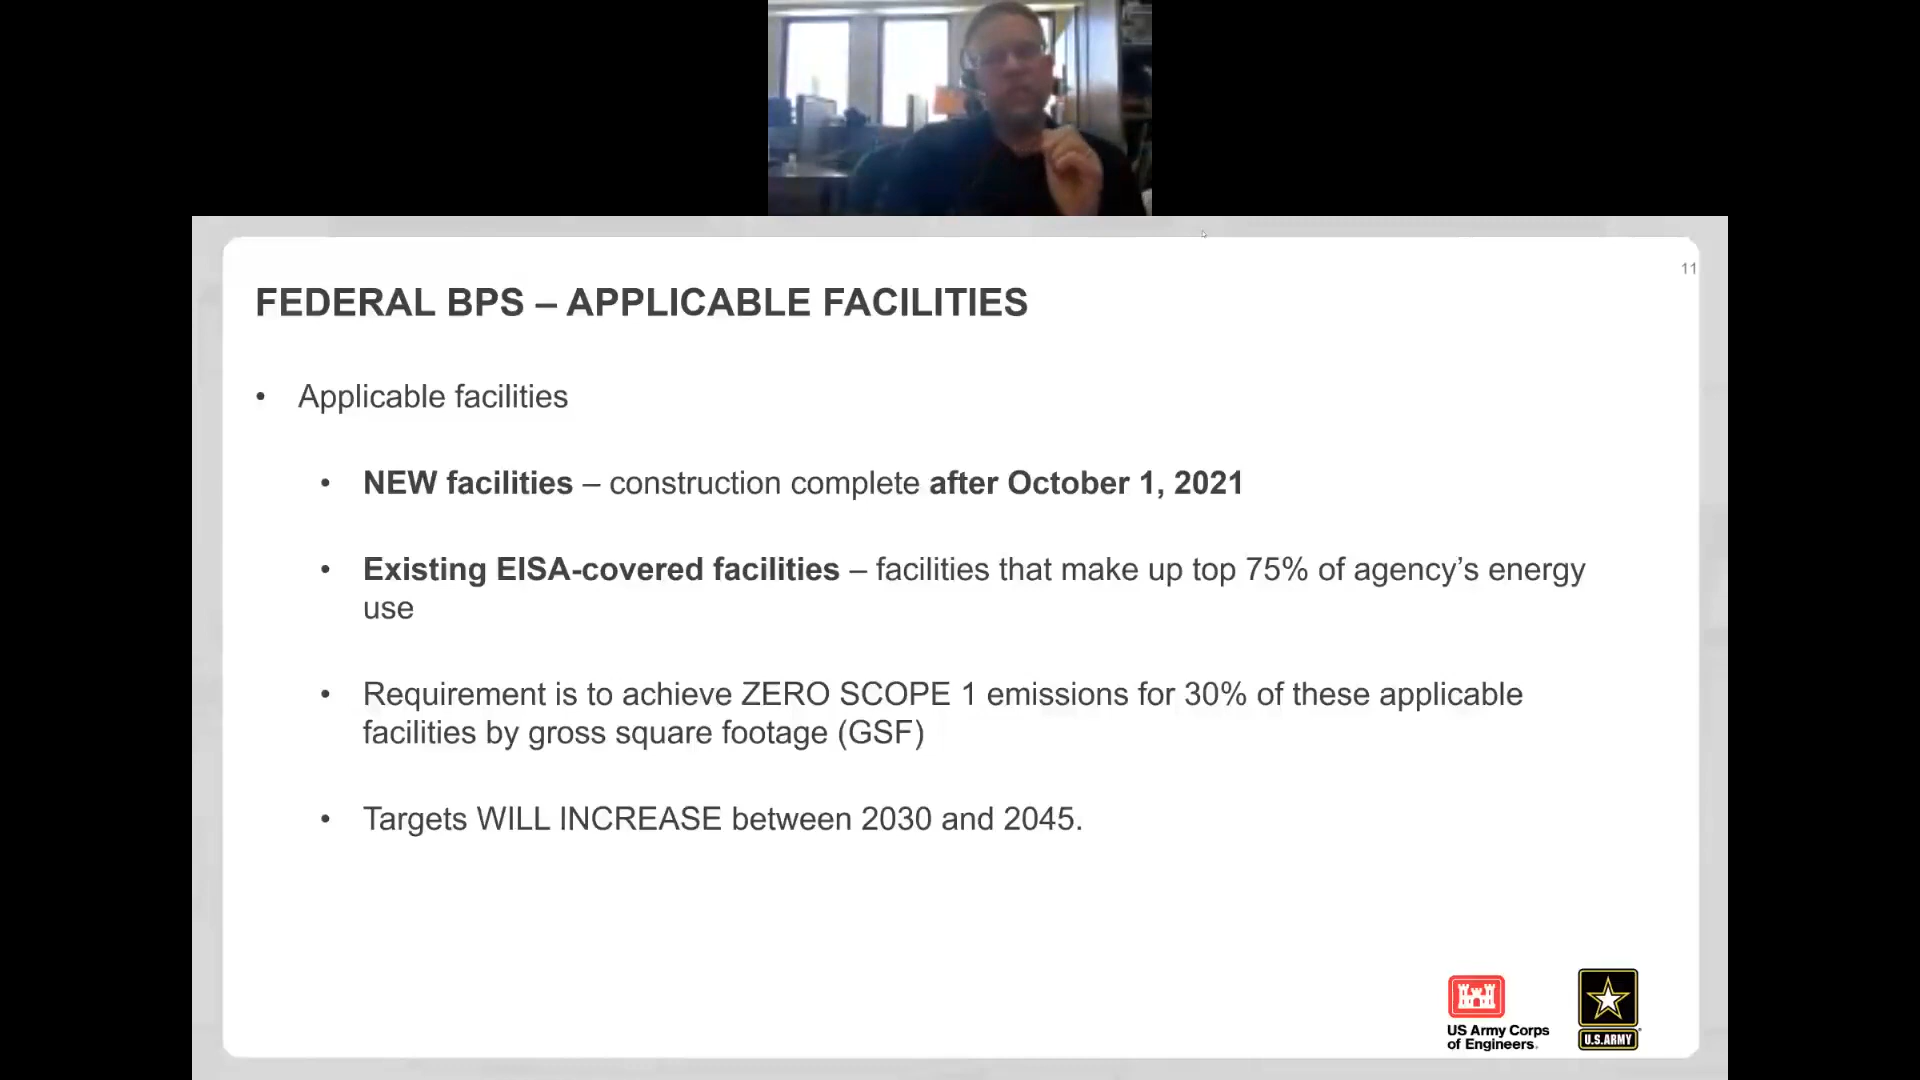 11
FEDERAL BPS – APPLICABLE FACILITIES
• Applicable facilities
• NEW facilities – construction complete after October 1, 2021
• Existing EISA-covered facilities – facilities that make up top 75% of agency’s energy
use
• Requirement is to achieve ZERO SCOPE 1 emissions for 30% of these applicable
facilities by gross square footage (GSF)
• Targets WILL INCREASE between 2030 and 2045.
US Army Corps
of Engineers.
U.S.ARMY